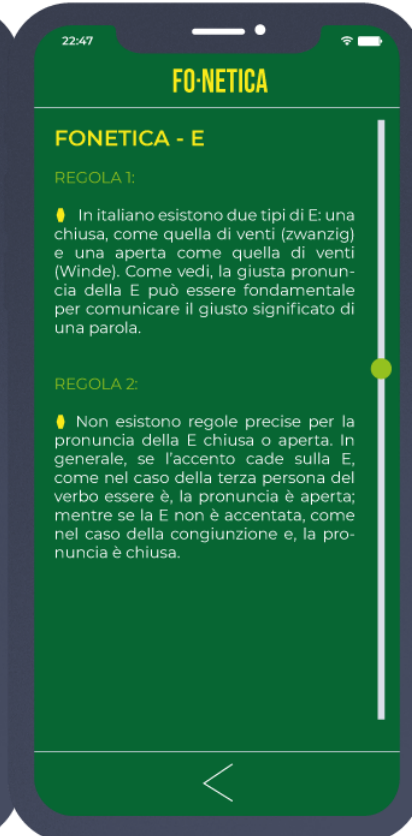 22:47
FO·NETICA
FONETICA - E
REGOLA 1:
In italiano esistono due tipi di E: una
chiusa, come quella di venti (zwanzig)
e una aperta come quella di venti
(Winde). Come vedi, la giusta pronun-
cia della E può essere fondamentale
per comunicare il giusto significato di
una parola.
REGOLA 2:
Non esistono regole precise per la
pronuncia della E chiusa o aperta. In
generale, se l'accento cade sulla E,
come nel caso della terza persona del
verbo essere è, la pronuncia è aperta;
mentre se la E non è accentata, come
nel caso della congiunzione e, la pro-
nuncia è chiusa.